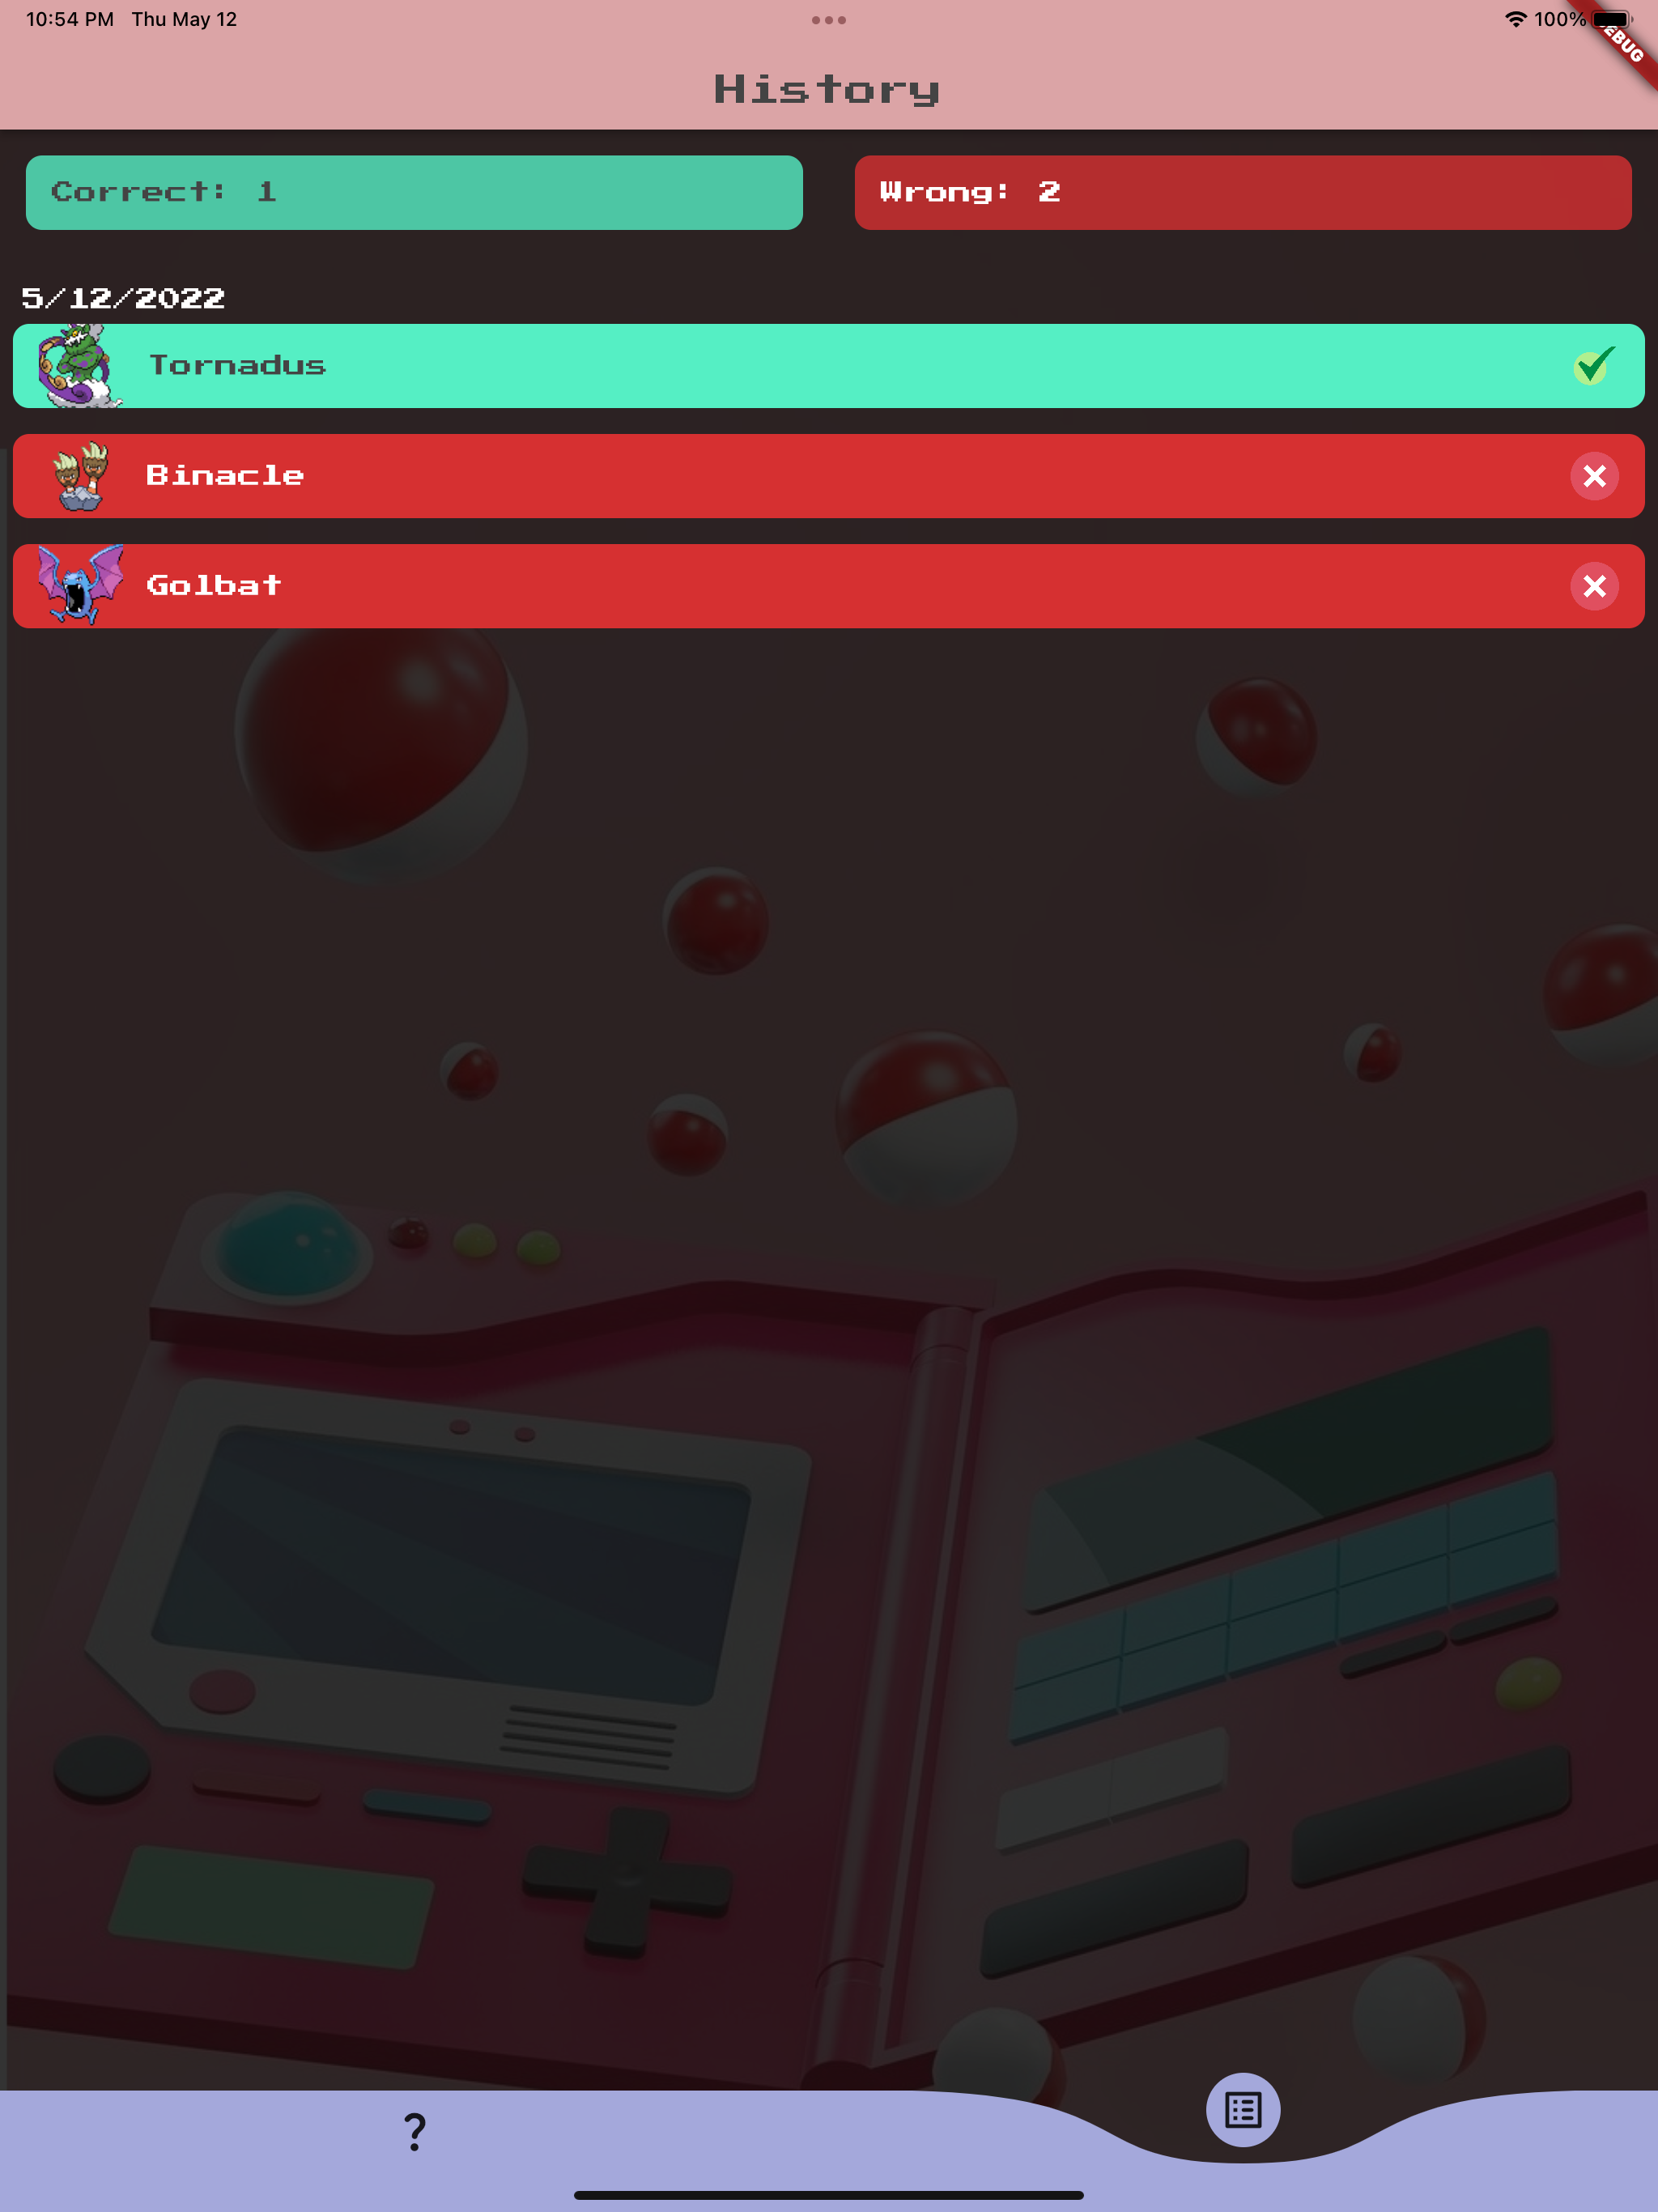 10:54 PM Thu May 12
100%
History
Correct: 1
Wrong: 2
5/12/2022
Tornadus
Binacle
Golbat
?